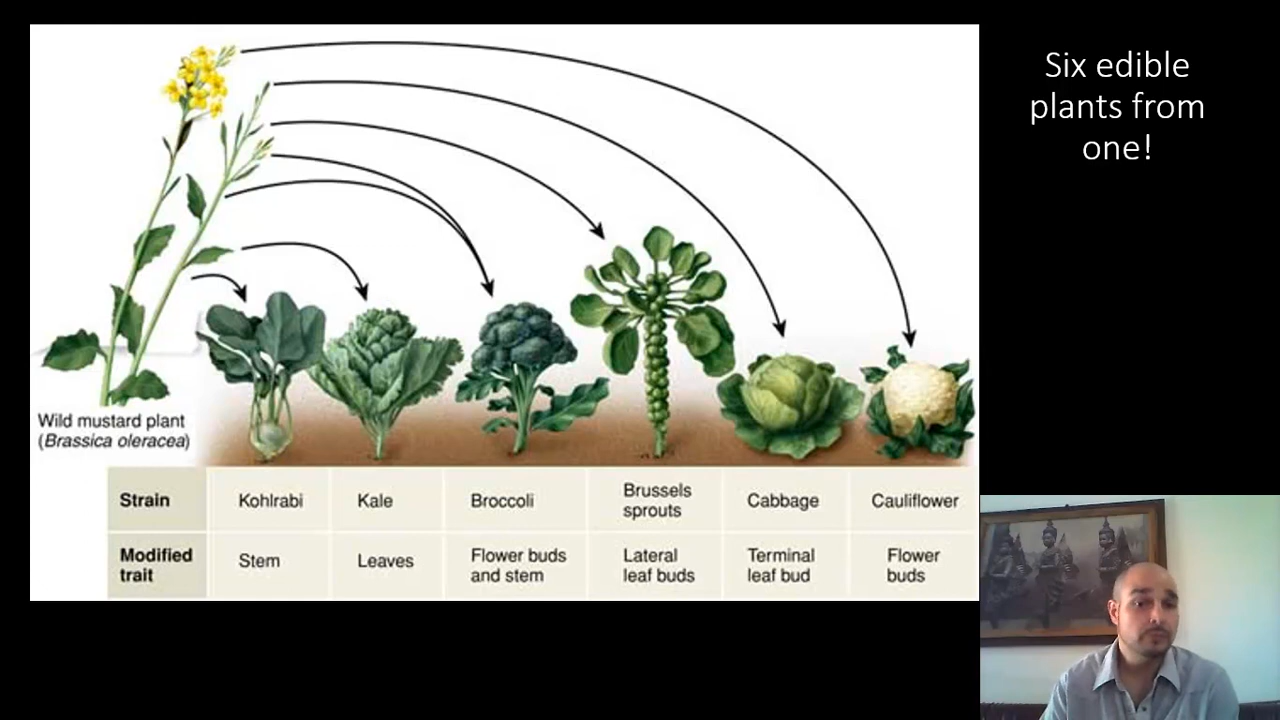 Six edible
plants from
one!
Wild mustard plant
(Brassica oleracea)
Strain
Kohlrabi
Kale
Broccoli
Brussels
sprouts
Cabbage
Cauliflower
Modified
trait
Stem
Leaves
Flower buds
and stem
Lateral
leaf buds
Terminal
leaf bud
Flower
buds